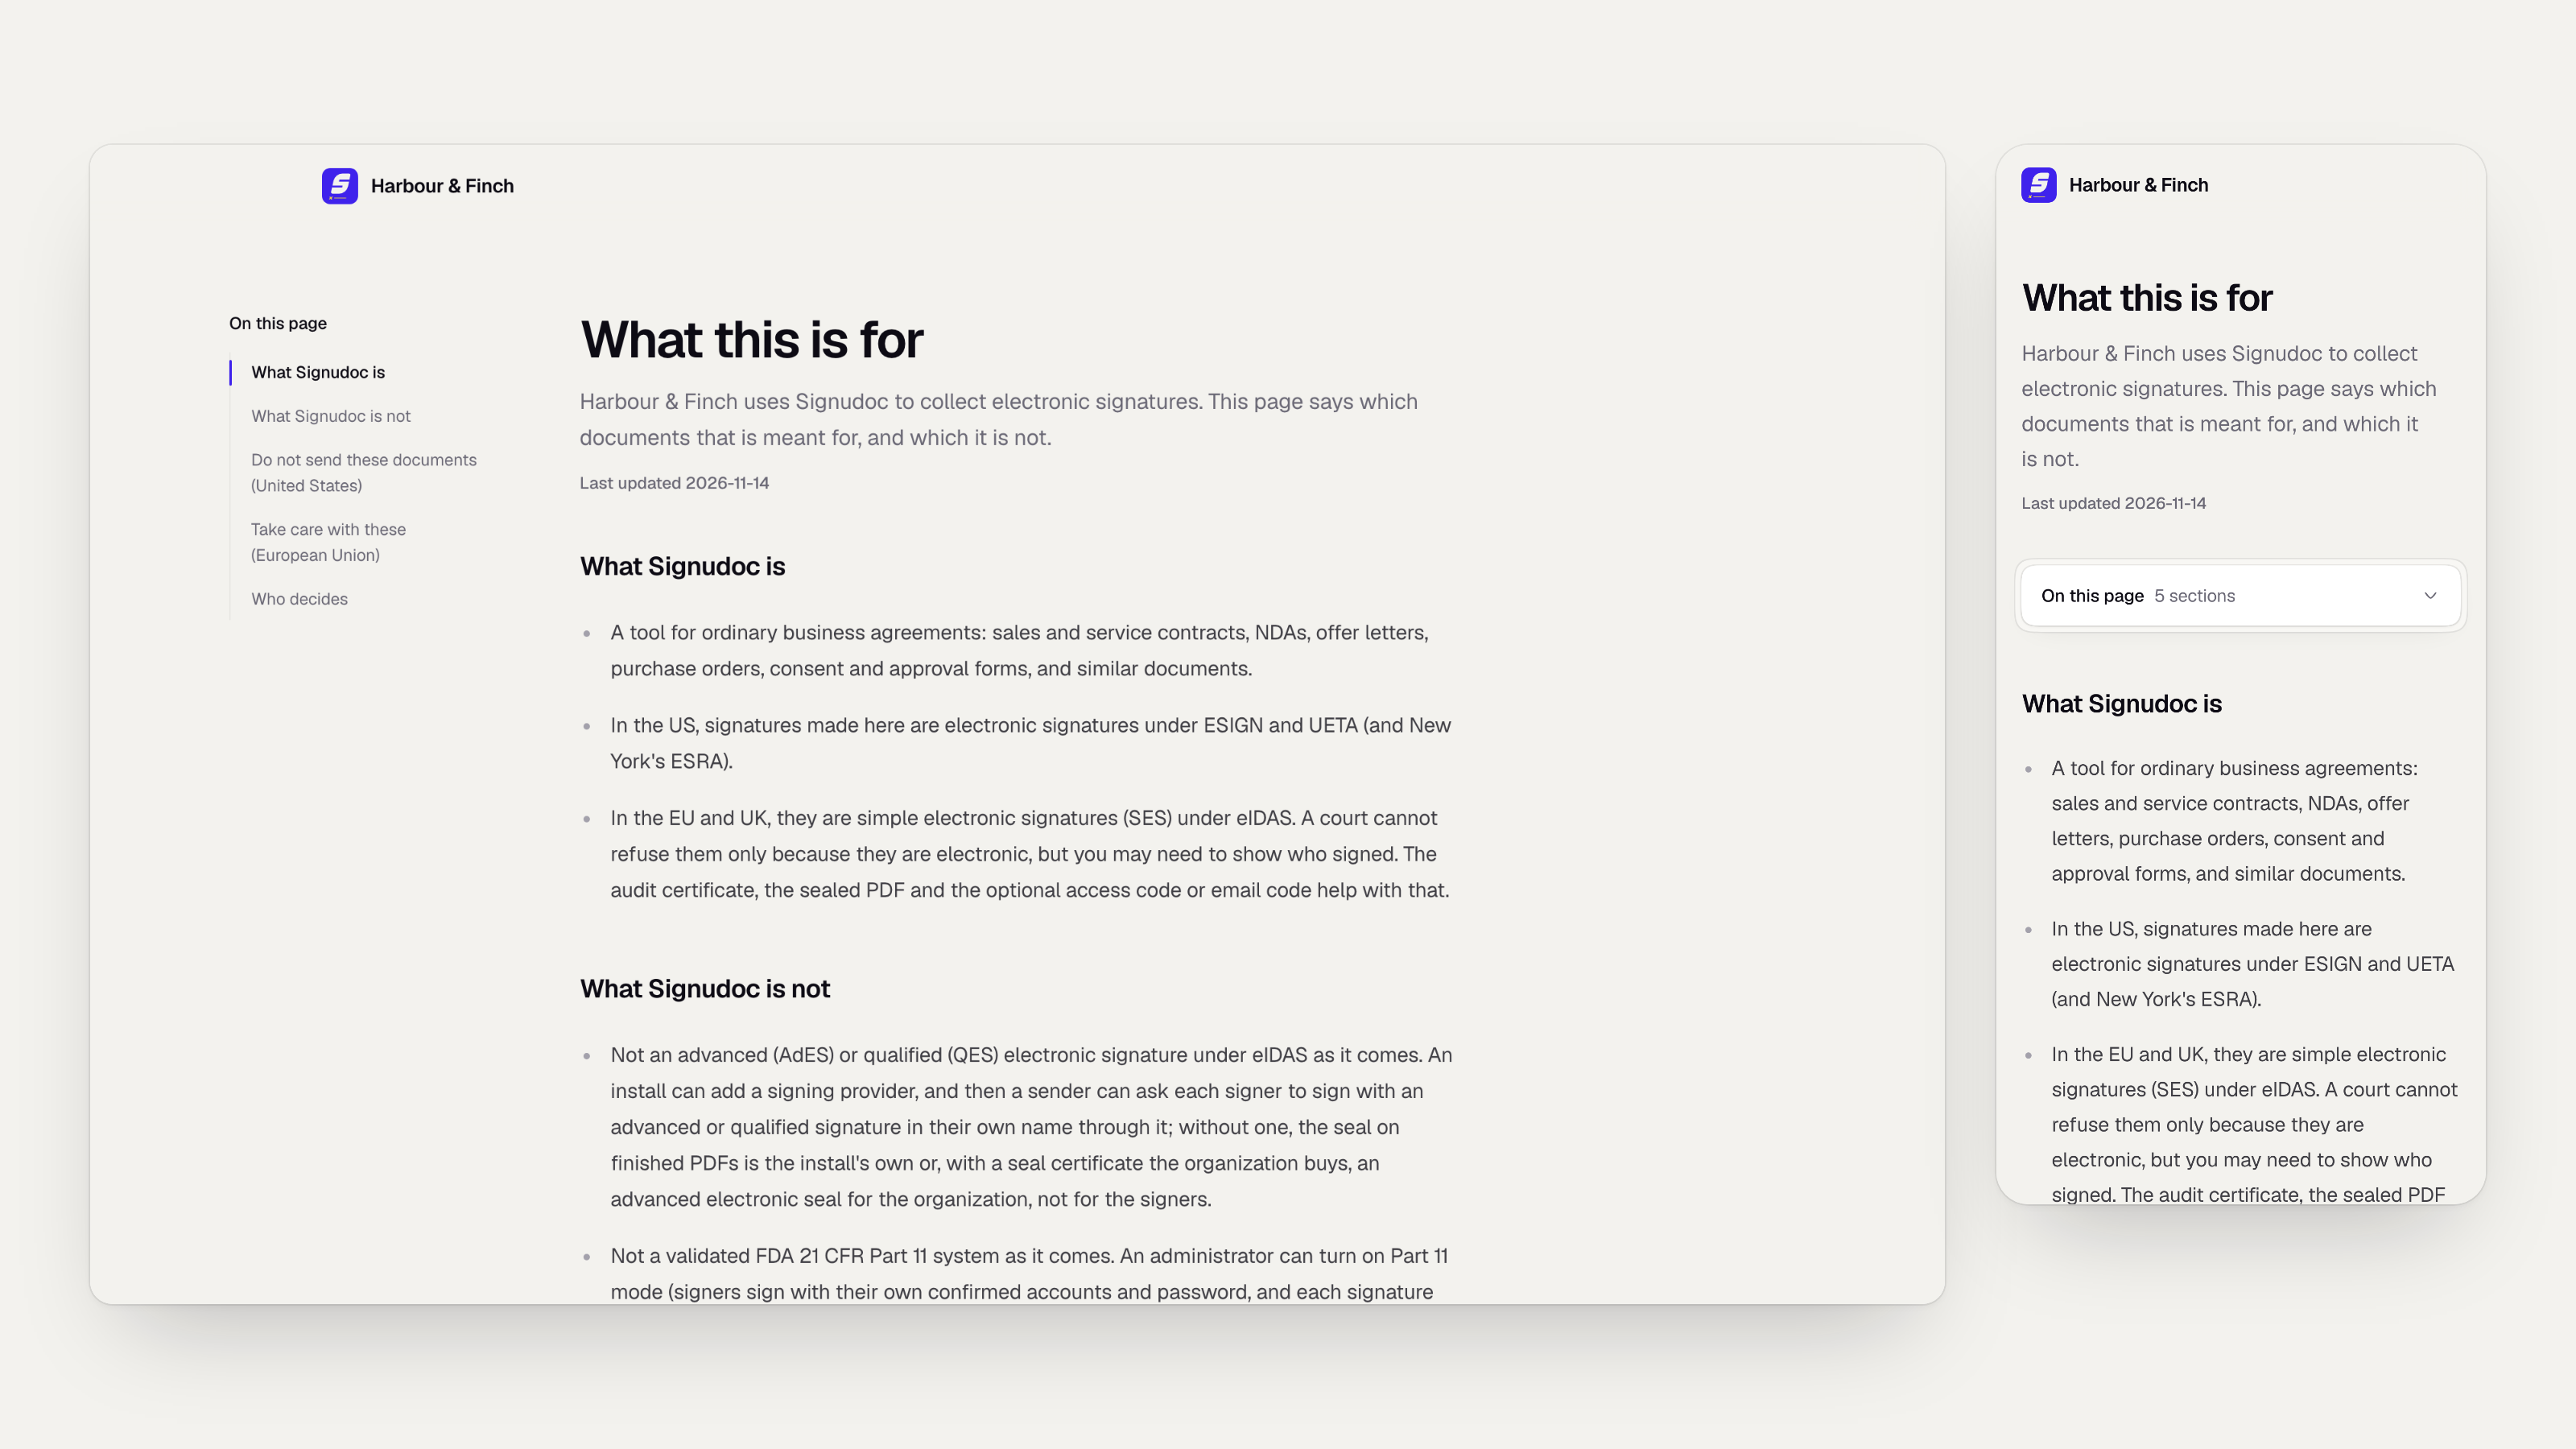 Harbour & Finch
On this page
What Signudoc is
What Signudoc is not
Do not send these documents
(United States)
Take care with these
(European Union)
Who decides
What this is for
Harbour & Finch uses Signudoc to collect electronic signatures. This page says which
documents that is meant for, and which it is not.
Last updated 2026-11-14
What Signudoc is
• A tool for ordinary business agreements: sales and service contracts, NDAs, offer letters,
purchase orders, consent and approval forms, and similar documents.
• In the US, signatures made here are electronic signatures under ESIGN and UETA (and New
York's ESRA).
• In the EU and UK, they are simple electronic signatures (SES) under eIDAS. A court cannot
refuse them only because they are electronic, but you may need to show who signed. The
audit certificate, the sealed PDF and the optional access code or email code help with that.
What Signudoc is not
• Not an advanced (AdES) or qualified (QES) electronic signature under eIDAS as it comes. An
install can add a signing provider, and then a sender can ask each signer to sign with an
advanced or qualified signature in their own name through it; without one, the seal on
finished PDFs is the install's own or, with a seal certificate the organization buys, an
advanced electronic seal for the organization, not for the signers.
• Not a validated FDA 21 CFR Part 11 system as it comes. An administrator can turn on Part 11
mode (signers sign with their own confirmed accounts and password, and each signature
Harbour & Finch
What this is for
Harbour & Finch uses Signudoc to collect
electronic signatures. This page says which
documents that is meant for, and which it
is not.
Last updated 2026-11-14
On this page 5 sections
What Signudoc is
• A tool for ordinary business agreements:
sales and service contracts, NDAs, offer
letters, purchase orders, consent and
approval forms, and similar documents.
• In the US, signatures made here are
electronic signatures under ESIGN and UETA
(and New York's ESRA).
• In the EU and UK, they are simple electronic
signatures (SES) under eIDAS. A court cannot
refuse them only because they are
electronic, but you may need to show who
signed. The audit certificate, the sealed PDF